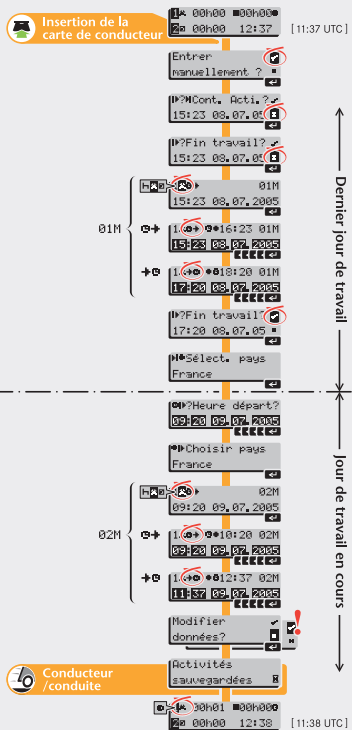 Insertion de la
carte de conducteur
1 00h00 00h00
2 00h00 12:37
[11:37 UTC]
Entrer
manuellement ?
?Cont. Acti.?
15:23 08.07.05
?Fin travail?
15:23 08.07.05
01M
15:23 08.07.2005
01M
16:23 01M
15:23 08.07.2005
18:20 01M
17:20 08.07.2005
?Fin travail?
17:20 08.07.05
Sélect. pays
France
Dernier jour de travail
?Heure départ?
09:20 09.07.2005
Choisir pays
France
02M
09:20 09.07.2005
02M
10:20 02M
09:20 09.07.2005
12:37 02M
11:37 09.07.2005
Modifier
données?
!
Jour de travail en cours
Activités
sauvegardées
Conducteur
/conduite
00h01 00h00
2 00h00 12:38
[11:38 UTC]